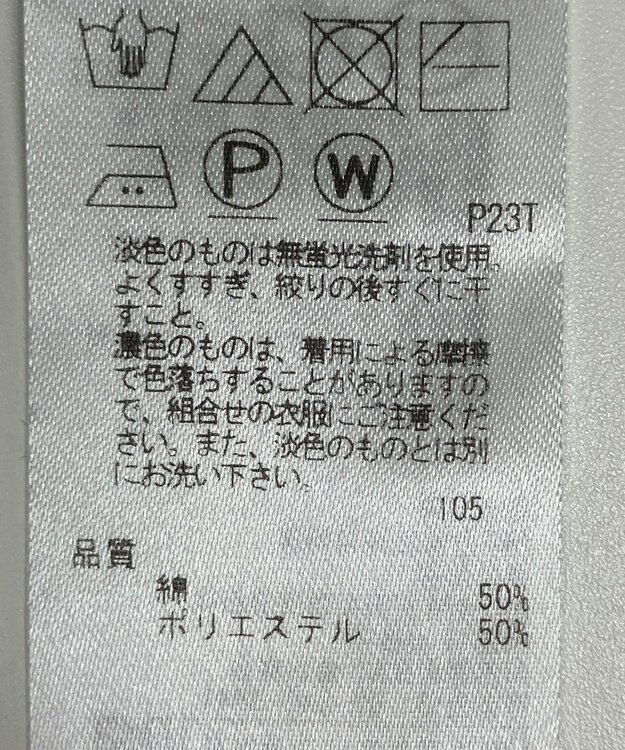 P
W
P23T
淡色のものは無蛍光洗剤を使用。
よくすすぎ、絞りの後すぐに干
すこと。
濃色のものは、着用による摩擦
で色落ちすることがありますの
で、組合せの衣服にご注意くだ
さい。また、淡色のものとは別
にお洗い下さい。
105
品質
綿 50%
ポリエステル 50%